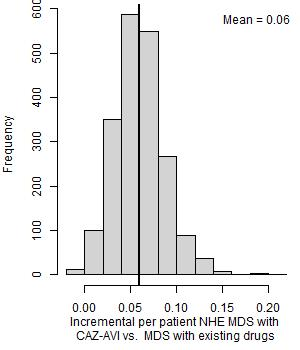 Mean = 0.06
Frequency
600
500
400
300
200
100
0
0.00 0.05 0.10 0.15 0.20
Incremental per patient NHE MDS with
CAZ-AVI vs. MDS with existing drugs